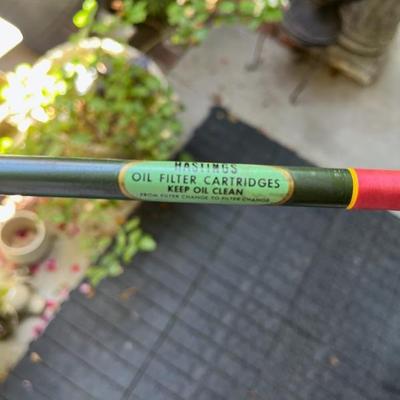 HASTINGS
OIL FILTER CARTRIDGES
KEEP OIL CLEAN
FROM FILTER CHANGE TO FILTER CHANGE